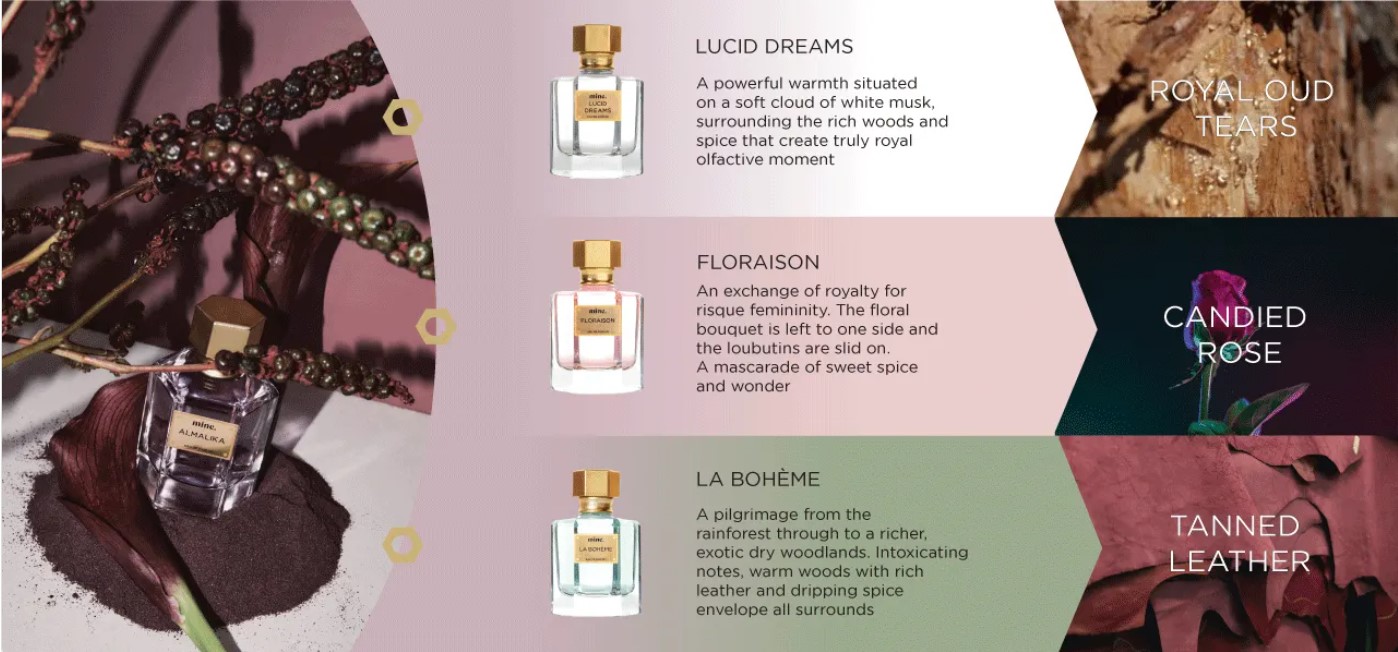 mine.
ALMALIKA
mine.
LUCID
DREAMS
LUCID DREAMS
A powerful warmth situated
on a soft cloud of white musk,
surrounding the rich woods and
spice that create truly royal
olfactive moment
ROYAL OUD
TEARS
mine.
FLORAISON
FLORAISON
An exchange of royalty for
risque femininity. The floral
bouquet is left to one side and
the loubutins are slid on.
A mascarade of sweet spice
and wonder
CANDIED
ROSE
mine.
LA BOHÈME
LA BOHÈME
A pilgrimage from the
rainforest through to a richer,
exotic dry woodlands. Intoxicating
notes, warm woods with rich
leather and dripping spice
envelope all surrounds
TANNED
LEATHER